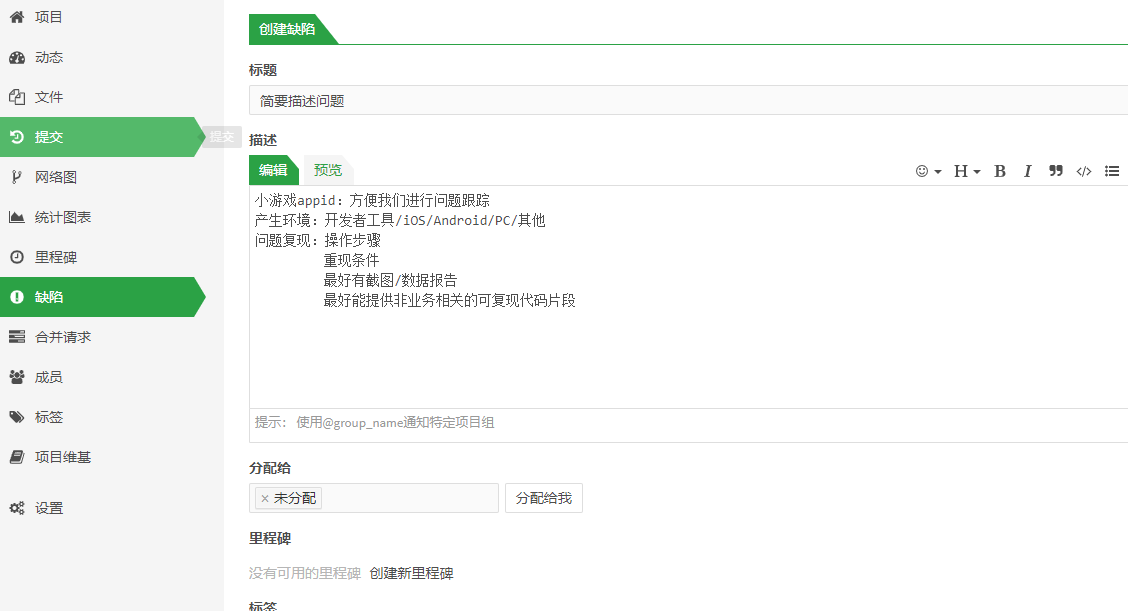 项目
动态
文件
提交
提交
网络图
统计图表
里程碑
缺陷
合并请求
成员
标签
项目维基
设置
创建缺陷
标题
简要描述问题
描述
编辑 预览
H B I
小游戏appid：方便我们进行问题跟踪
产生环境：开发者工具/iOS/Android/PC/其他
问题复现：操作步骤
重现条件
最好有截图/数据报告
最好能提供非业务相关的可复现代码片段
提示： 使用@group_name通知特定项目组
分配给
× 未分配 分配给我
里程碑
没有可用的里程碑 创建新里程碑
标签